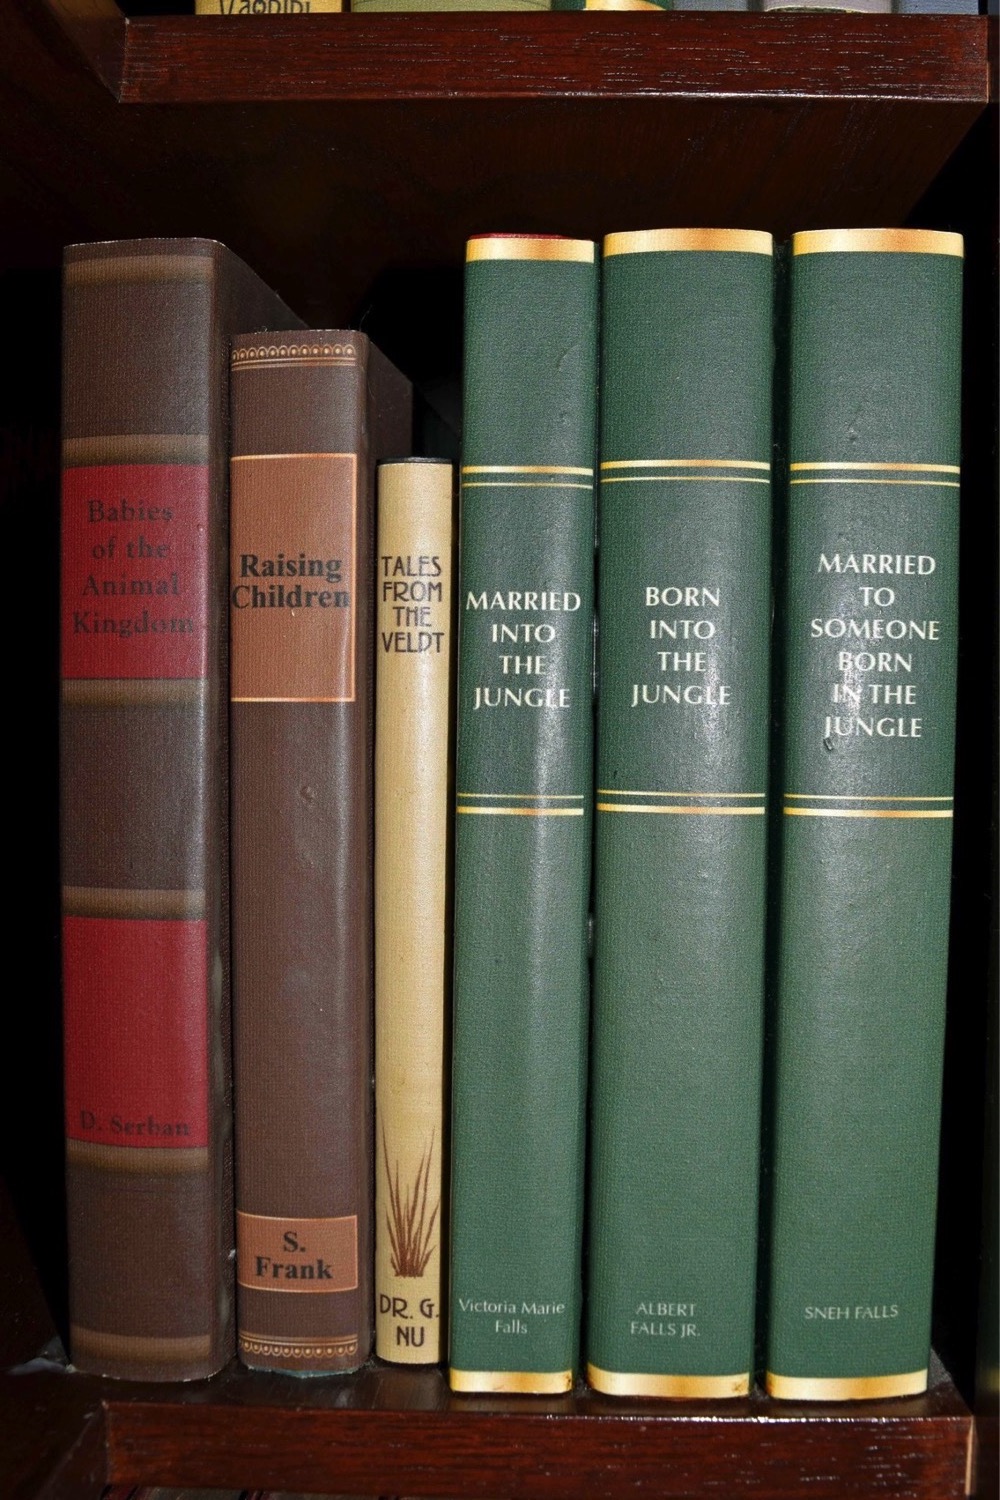 Babies
of the
Animal
Kingdom
D. Serban
Raising
Children
S.
Frank
TALES
FROM
THE
VELDT
DR. G.
NU
MARRIED
INTO
THE
JUNGLE
Victoria Marie
Falls
BORN
INTO
THE
JUNGLE
ALBERT
FALLS JR.
MARRIED
TO
SOMEONE
BORN
IN THE
JUNGLE
SNEH FALLS